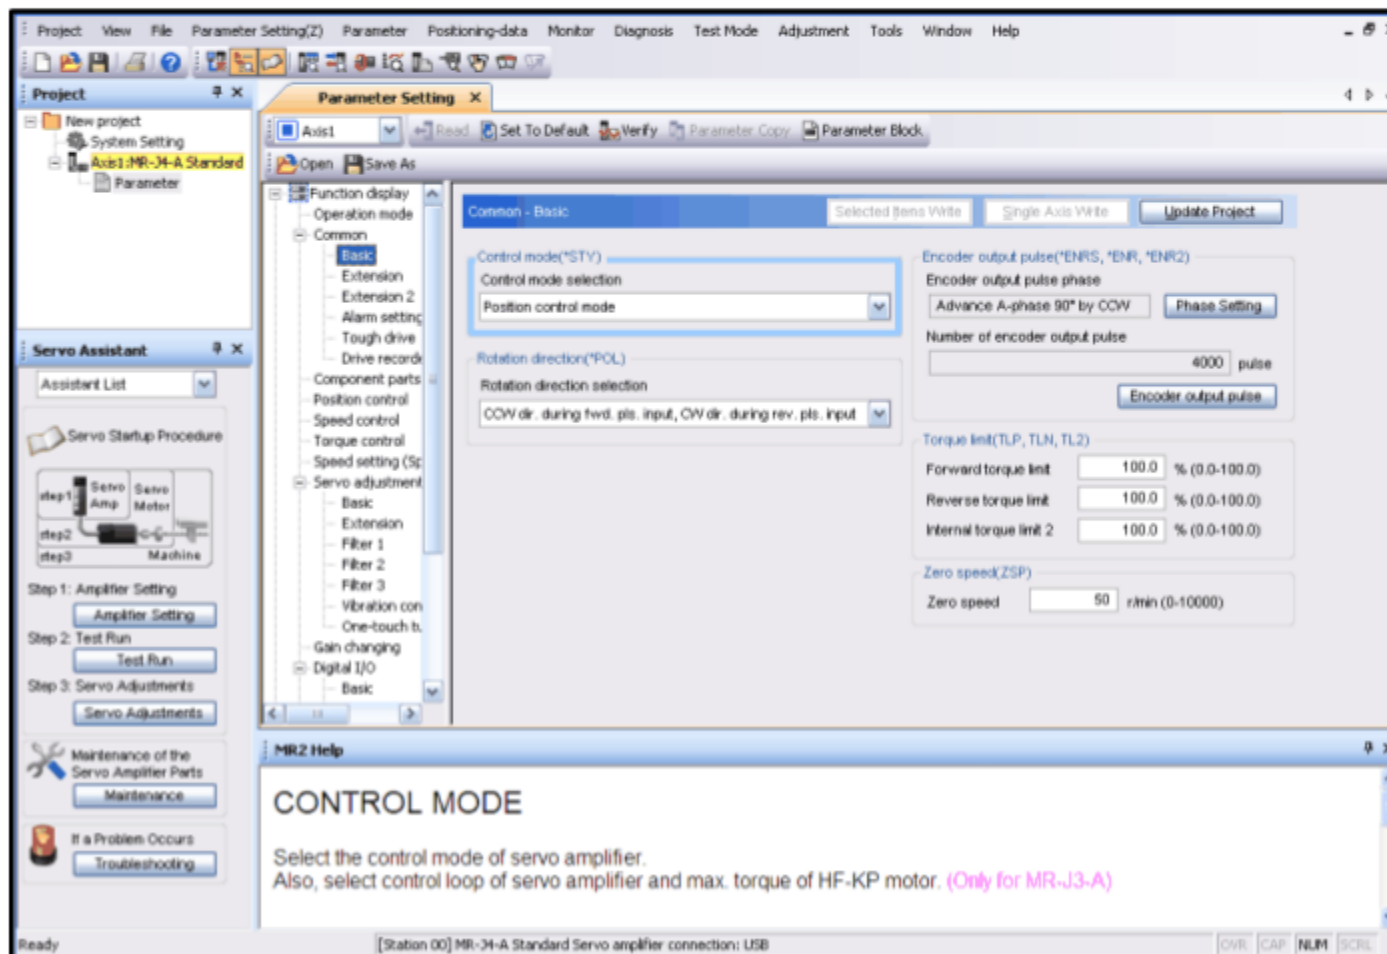 Project View File Parameter Setting(Z) Parameter Positioning-data Monitor Diagnosis Test Mode Adjustment Tools Window Help
Project
New project
System Setting
Axis1:MR-J4-A Standard
Parameter
Servo Assistant
Assistant List
Servo Startup Procedure
step1 Servo Amp Servo Motor
step2
step3 Machine
Step 1: Amplifier Setting
Amplifier Setting
Step 2: Test Run
Test Run
Step 3: Servo Adjustments
Servo Adjustments
Maintenance of the
Servo Amplifier Parts
Maintenance
If a Problem Occurs
Troubleshooting
Parameter Setting
Axis1 Read Set To Default Verify Parameter Copy Parameter Block
Open Save As
Function display
Operation mode
Common
Basic
Extension
Extension 2
Alarm setting
Tough drive
Drive recorde
Component parts
Position control
Speed control
Torque control
Speed setting (Sp
Servo adjustment
Basic
Extension
Filter 1
Filter 2
Filter 3
Vibration con
One-touch tu
Gain changing
Digital I/O
Basic
Common - Basic Selected Items Write Single Axis Write Update Project
Control mode(*STY)
Control mode selection
Position control mode
Rotation direction(*POL)
Rotation direction selection
CCW dir. during fwd. pls. input, CW dir. during rev. pls. input
Encoder output pulse(*ENRS, *ENR, *ENR2)
Encoder output pulse phase
Advance A-phase 90° by CCW Phase Setting
Number of encoder output pulse
4000 pulse
Encoder output pulse
Torque limit(TLP, TLN, TL2)
Forward torque limit 100.0 % (0.0-100.0)
Reverse torque limit 100.0 % (0.0-100.0)
Internal torque limit 2 100.0 % (0.0-100.0)
Zero speed(ZSP)
Zero speed 50 r/min (0-10000)
MR2 Help
CONTROL MODE
Select the control mode of servo amplifier.
Also, select control loop of servo amplifier and max. torque of HF-KP motor. (Only for MR-J3-A)
Ready [Station 00] MR-J4-A Standard Servo amplifier connection: USB OVR CAP NUM SCRL